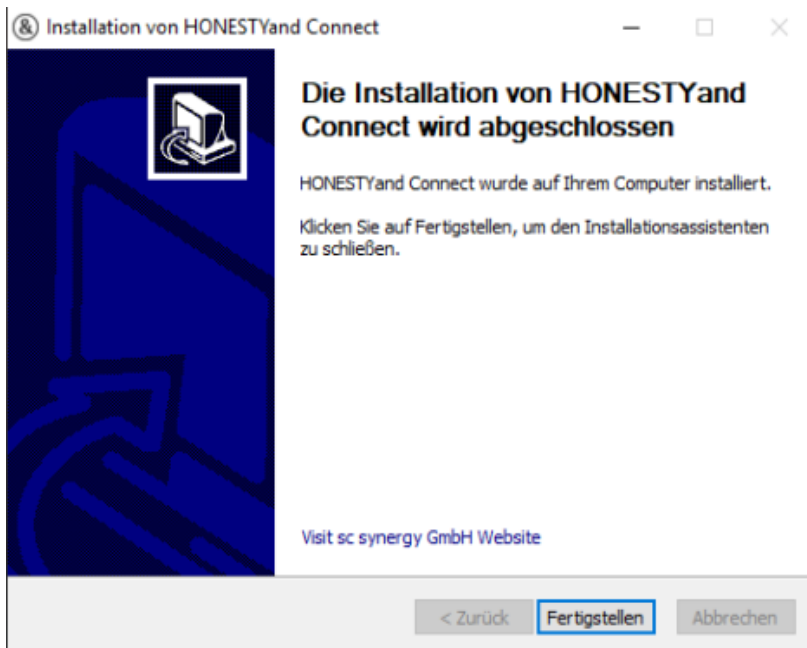 & Installation von HONESTYand Connect
Die Installation von HONESTYand
Connect wird abgeschlossen
HONESTYand Connect wurde auf Ihrem Computer installiert.
Klicken Sie auf Fertigstellen, um den Installationsassistenten
zu schließen.
Visit sc synergy GmbH Website
< Zurück Fertigstellen Abbrechen